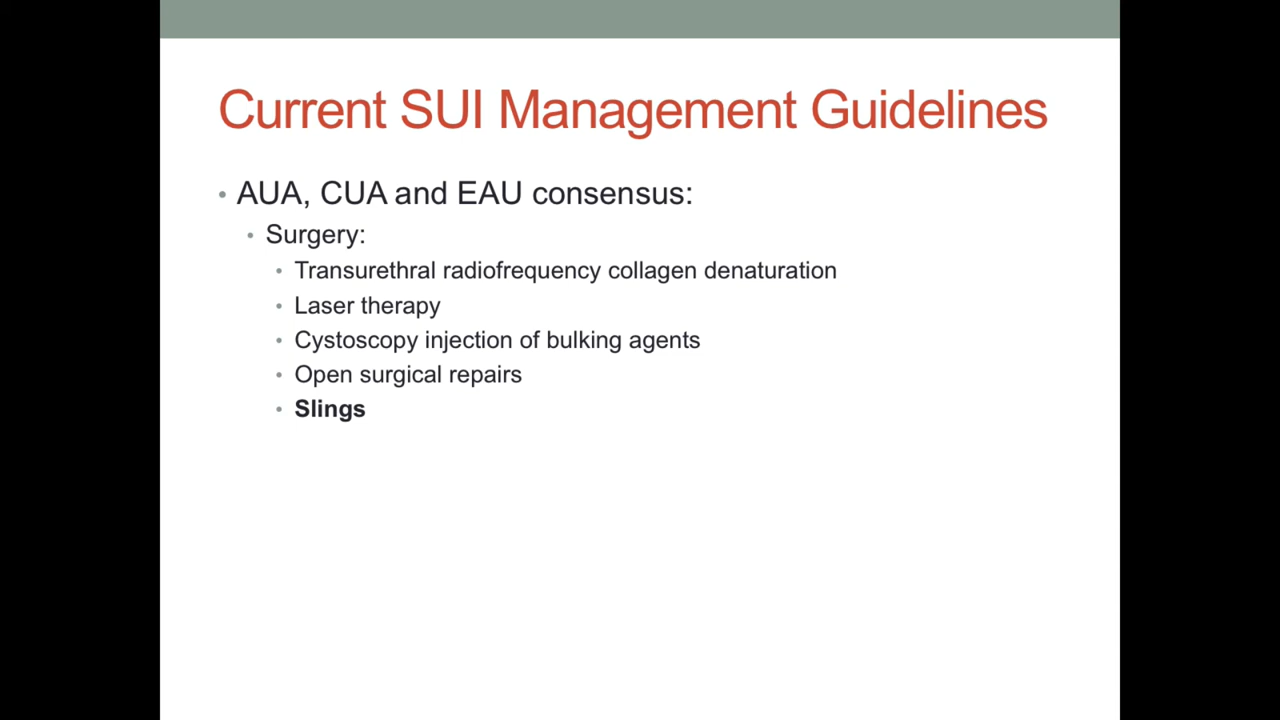 Current SUI Management Guidelines
• AUA, CUA and EAU consensus:
• Surgery:
• Transurethral radiofrequency collagen denaturation
• Laser therapy
• Cystoscopy injection of bulking agents
• Open surgical repairs
• Slings